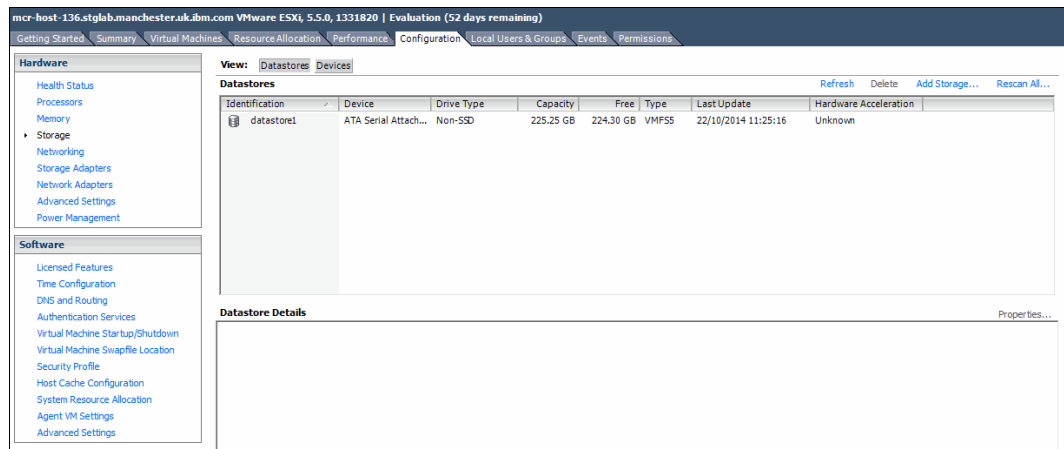 mcr-host-136.stglab.manchester.uk.ibm.com VMware ESXi, 5.5.0, 1331820 | Evaluation (52 days remaining)
Getting Started Summary Virtual Machines Resource Allocation Performance Configuration Local Users & Groups Events Permissions
Hardware
Health Status
Processors
Memory
Storage
Networking
Storage Adapters
Network Adapters
Advanced Settings
Power Management
Software
Licensed Features
Time Configuration
DNS and Routing
Authentication Services
Virtual Machine Startup/Shutdown
Virtual Machine Swapfile Location
Security Profile
Host Cache Configuration
System Resource Allocation
Agent VM Settings
Advanced Settings
View: Datastores Devices
Datastores
Refresh Delete Add Storage... Rescan All...
Identification Device Drive Type Capacity Free Type Last Update Hardware Acceleration
datastore1 ATA Serial Attach... Non-SSD 225.25 GB 224.30 GB VMFS5 22/10/2014 11:25:16 Unknown
Datastore Details
Properties...